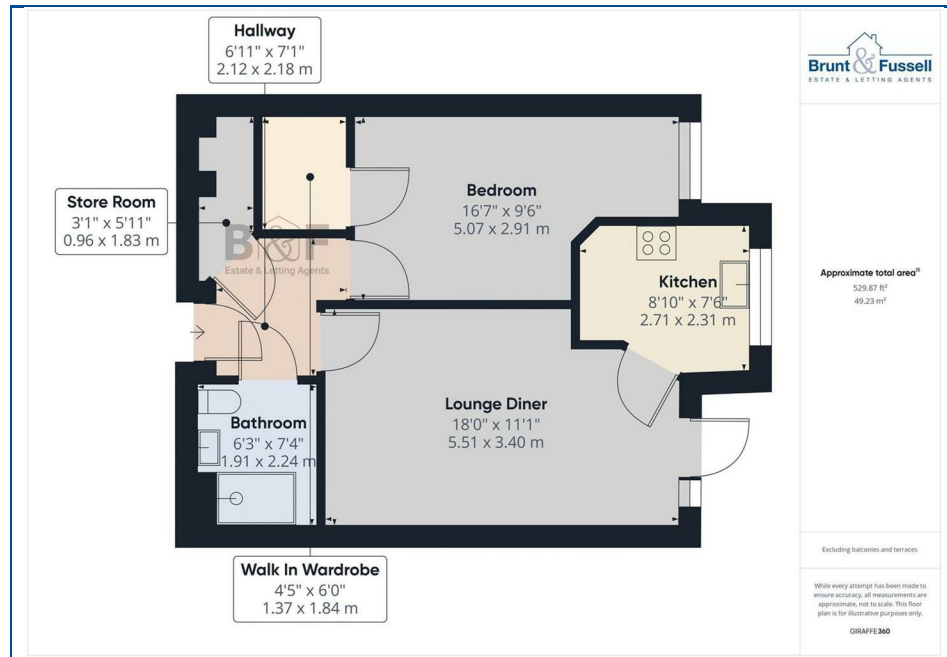 Hallway
6'11" x 7'1"
2.12 x 2.18 m
Brunt & Fussell
ESTATE & LETTING AGENTS
Store Room
3'1" x 5'11"
0.96 x 1.83 m
Bedroom
16'7" x 9'6"
5.07 x 2.91 m
B & F
Estate & Letting Agents
Kitchen
8'10" x 7'6"
2.71 x 2.31 m
Approximate total area⁽¹⁾
529.87 ft²
49.23 m²
Lounge Diner
18'0" x 11'1"
5.51 x 3.40 m
Bathroom
6'3" x 7'4"
1.91 x 2.24 m
Walk In Wardrobe
4'5" x 6'0"
1.37 x 1.84 m
Excluding balconies and terraces
While every attempt has been made to
ensure accuracy, all measurements are
approximate, not to scale. This floor
plan is for illustrative purposes only.
GIRAFFE360